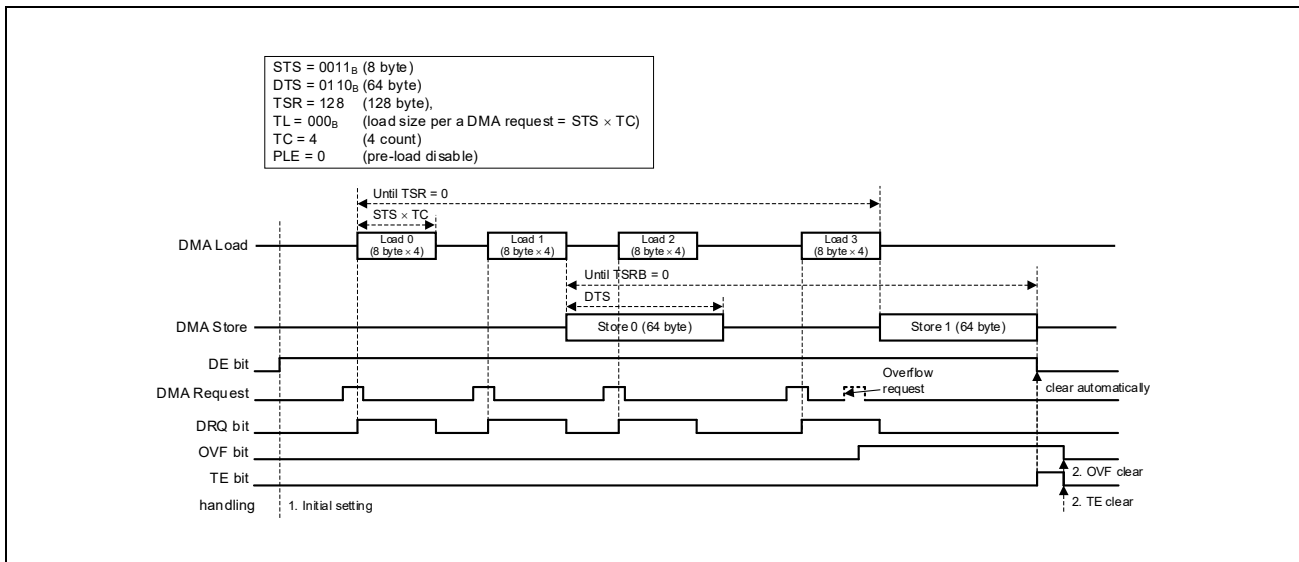 STS = 0011B (8 byte)
DTS = 0110B (64 byte)
TSR = 128 (128 byte),
TL = 000B (load size per a DMA request = STS × TC)
TC = 4 (4 count)
PLE = 0 (pre-load disable)
Until TSR = 0
STS × TC
DMA Load
Load 0
(8 byte × 4)
Load 1
(8 byte × 4)
Load 2
(8 byte × 4)
Load 3
(8 byte × 4)
Until TSRB = 0
DTS
DMA Store
Store 0 (64 byte)
Store 1 (64 byte)
DE bit
Overflow
request
DMA Request
clear automatically
DRQ bit
OVF bit
2. OVF clear
TE bit
handling
1. Initial setting
2. TE clear